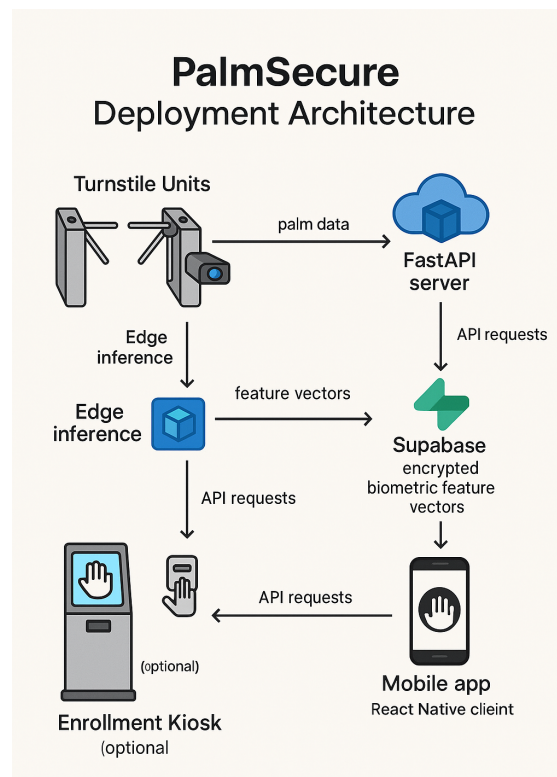 PalmSecure
Deployment Architecture
Turnstile Units
palm data
FastAPI
server
Edge
inference
API requests
Edge
inference
feature vectors
Supabase
encrypted
biometric feature
vectors
API requests
API requests
(optional)
Enrollment Kiosk
(optional
Mobile app
React Native clieint